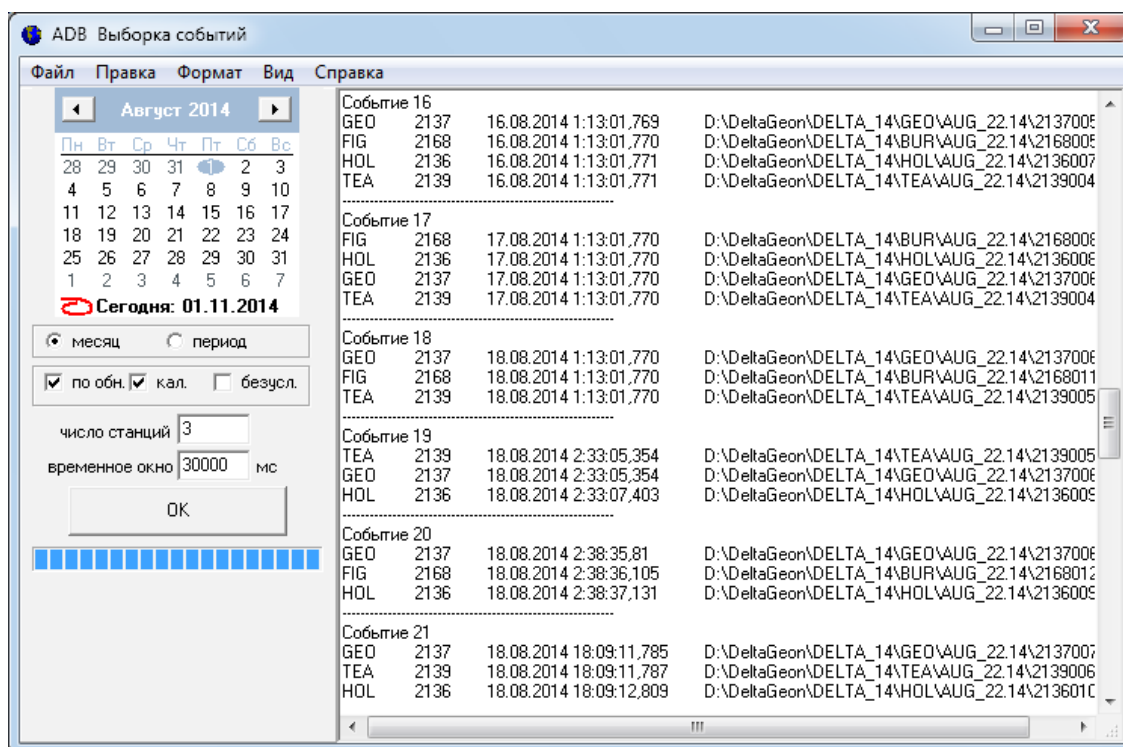 ADB Выборка событий
Файл Правка Формат Вид Справка
Август 2014
Пн Вт Ср Чт Пт Сб Вс
28 29 30 31 1 2 3
4 5 6 7 8 9 10
11 12 13 14 15 16 17
18 19 20 21 22 23 24
25 26 27 28 29 30 31
1 2 3 4 5 6 7
Сегодня: 01.11.2014
месяц период
по обн. кал. безусл.
число станций 3
временное окно 30000 мс
OK
Событие 16
GEO 2137 16.08.2014 1:13:01,769 D:\DeltaGeon\DELTA_14\GEO\AUG_22.14\2137005
FIG 2168 16.08.2014 1:13:01,770 D:\DeltaGeon\DELTA_14\BUR\AUG_22.14\2168005
HOL 2136 16.08.2014 1:13:01,771 D:\DeltaGeon\DELTA_14\HOL\AUG_22.14\2136007
TEA 2139 16.08.2014 1:13:01,771 D:\DeltaGeon\DELTA_14\TEA\AUG_22.14\2139004
--------------------------------------------------------------------
Событие 17
FIG 2168 17.08.2014 1:13:01,770 D:\DeltaGeon\DELTA_14\BUR\AUG_22.14\2168008
HOL 2136 17.08.2014 1:13:01,770 D:\DeltaGeon\DELTA_14\HOL\AUG_22.14\2136008
GEO 2137 17.08.2014 1:13:01,770 D:\DeltaGeon\DELTA_14\GEO\AUG_22.14\2137006
TEA 2139 17.08.2014 1:13:01,770 D:\DeltaGeon\DELTA_14\TEA\AUG_22.14\2139004
--------------------------------------------------------------------
Событие 18
GEO 2137 18.08.2014 1:13:01,770 D:\DeltaGeon\DELTA_14\GEO\AUG_22.14\2137006
FIG 2168 18.08.2014 1:13:01,770 D:\DeltaGeon\DELTA_14\BUR\AUG_22.14\2168011
TEA 2139 18.08.2014 1:13:01,770 D:\DeltaGeon\DELTA_14\TEA\AUG_22.14\2139005
--------------------------------------------------------------------
Событие 19
TEA 2139 18.08.2014 2:33:05,354 D:\DeltaGeon\DELTA_14\TEA\AUG_22.14\2139005
GEO 2137 18.08.2014 2:33:05,354 D:\DeltaGeon\DELTA_14\GEO\AUG_22.14\2137006
HOL 2136 18.08.2014 2:33:07,403 D:\DeltaGeon\DELTA_14\HOL\AUG_22.14\2136009
--------------------------------------------------------------------
Событие 20
GEO 2137 18.08.2014 2:38:35,81 D:\DeltaGeon\DELTA_14\GEO\AUG_22.14\2137006
FIG 2168 18.08.2014 2:38:36,105 D:\DeltaGeon\DELTA_14\BUR\AUG_22.14\2168012
HOL 2136 18.08.2014 2:38:37,131 D:\DeltaGeon\DELTA_14\HOL\AUG_22.14\2136009
--------------------------------------------------------------------
Событие 21
GEO 2137 18.08.2014 18:09:11,785 D:\DeltaGeon\DELTA_14\GEO\AUG_22.14\2137007
TEA 2139 18.08.2014 18:09:11,787 D:\DeltaGeon\DELTA_14\TEA\AUG_22.14\2139006
HOL 2136 18.08.2014 18:09:12,809 D:\DeltaGeon\DELTA_14\HOL\AUG_22.14\2136010